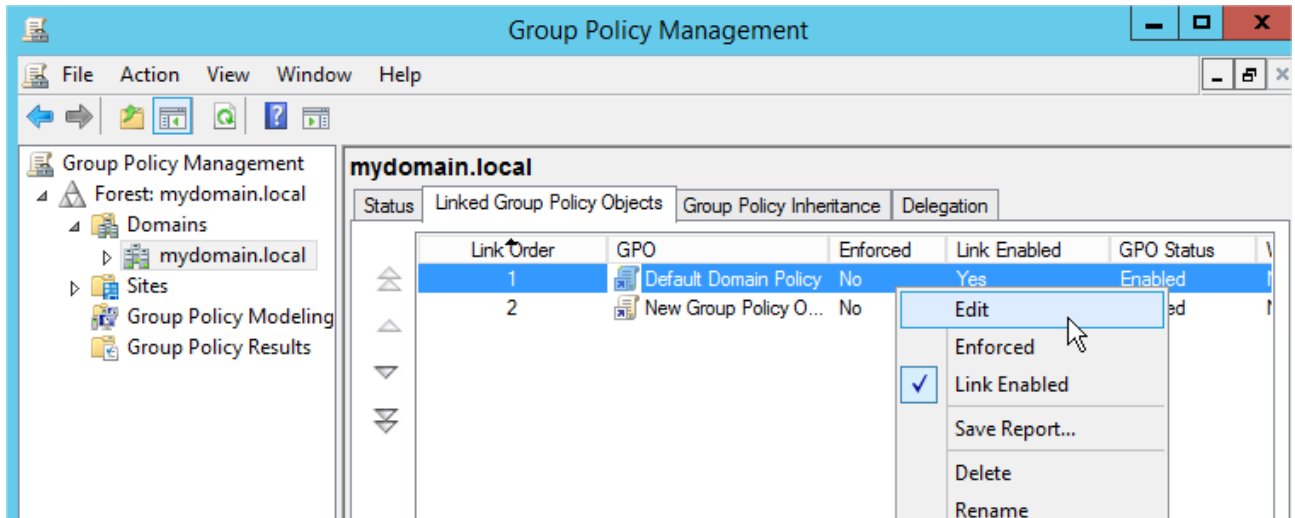 Group Policy Management
File Action View Window Help
Group Policy Management
Forest: mydomain.local
Domains
mydomain.local
Sites
Group Policy Modeling
Group Policy Results
mydomain.local
Status Linked Group Policy Objects Group Policy Inheritance Delegation
Link Order GPO Enforced Link Enabled GPO Status
1 Default Domain Policy No Yes Enabled
2 New Group Policy O... No
Edit
Enforced
Link Enabled
Save Report...
Delete
Rename